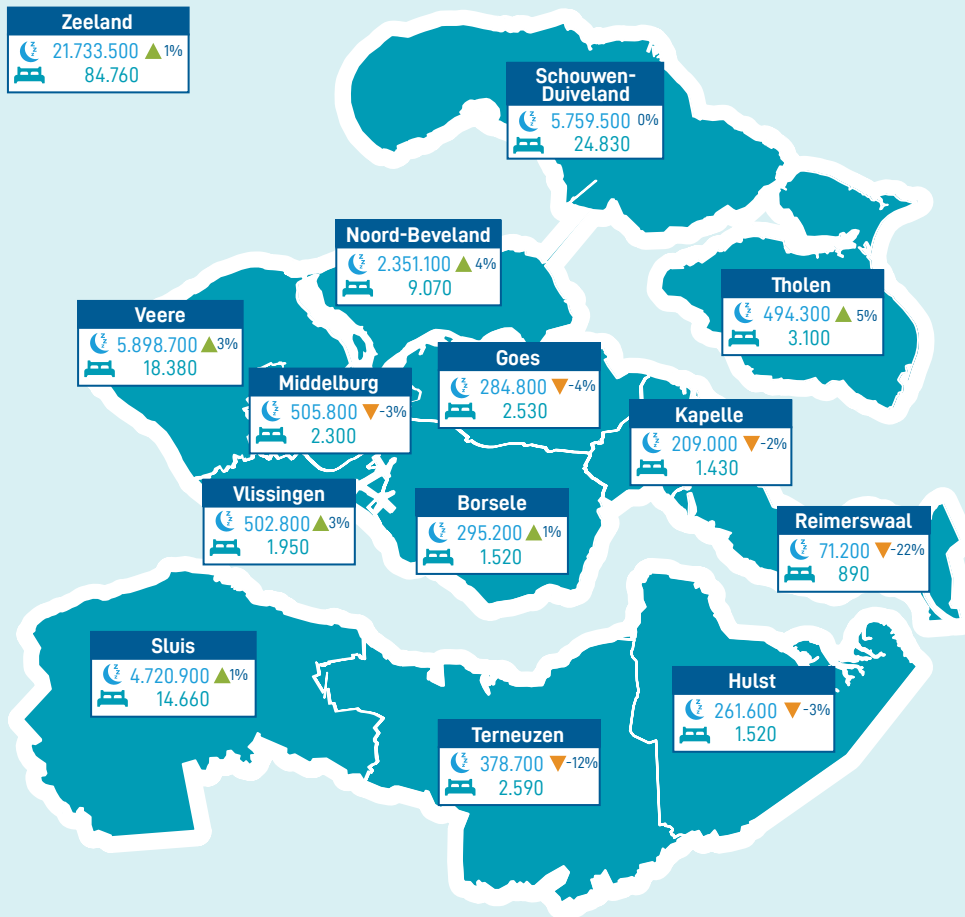 Zeeland
21.733.500 1%
84.760
Schouwen-
Duiveland
5.759.500 0%
24.830
Noord-Beveland
2.351.100 4%
9.070
Tholen
494.300 5%
3.100
Veere
5.898.700 3%
18.380
Goes
284.800 -4%
2.530
Middelburg
505.800 -3%
2.300
Kapelle
209.000 -2%
1.430
Vlissingen
502.800 3%
1.950
Borsele
295.200 1%
1.520
Reimerswaal
71.200 -22%
890
Sluis
4.720.900 1%
14.660
Hulst
261.600 -3%
1.520
Terneuzen
378.700 -12%
2.590